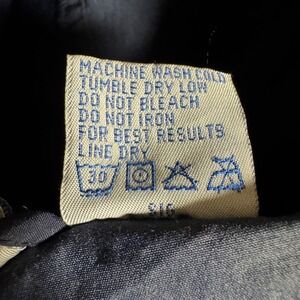 MACHINE WASH COLD
TUMBLE DRY LOW
DO NOT BLEACH
DO NOT IRON
FOR BEST RESULTS
LINE DRY
30